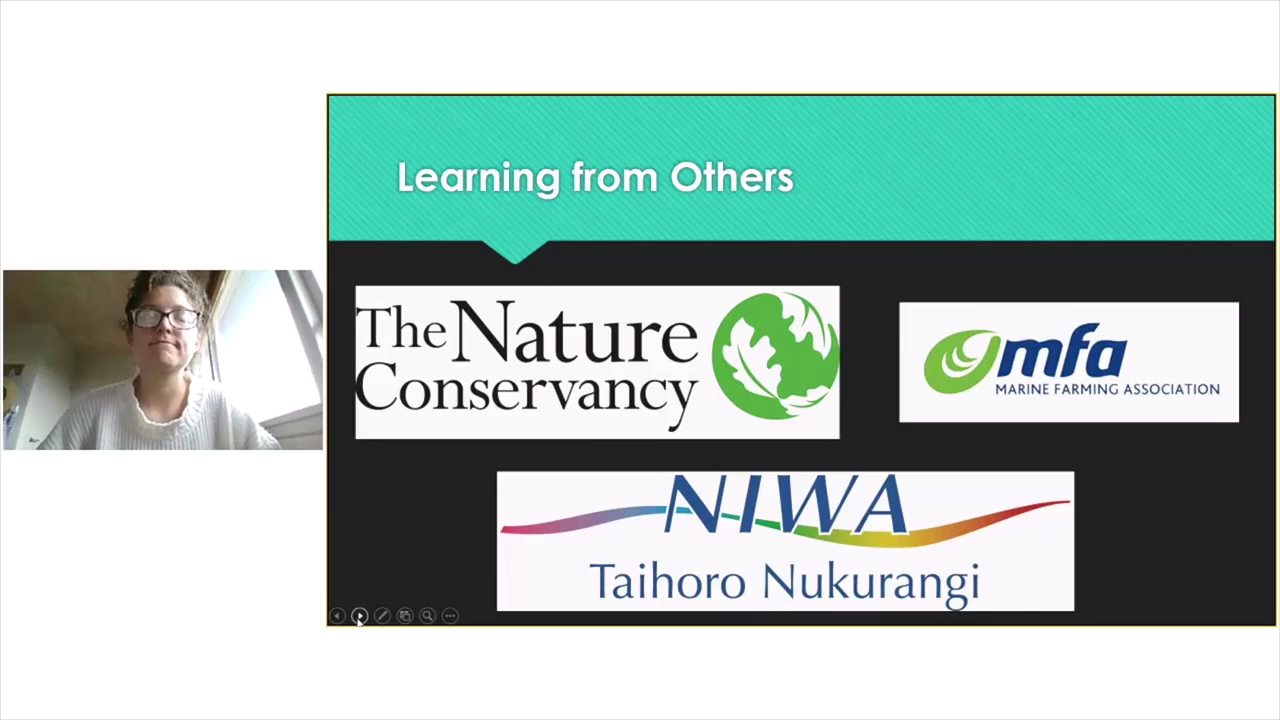 Learning from Others
The Nature
Conservancy
mfa
MARINE FARMING ASSOCIATION
NIWA
Taihoro Nukurangi